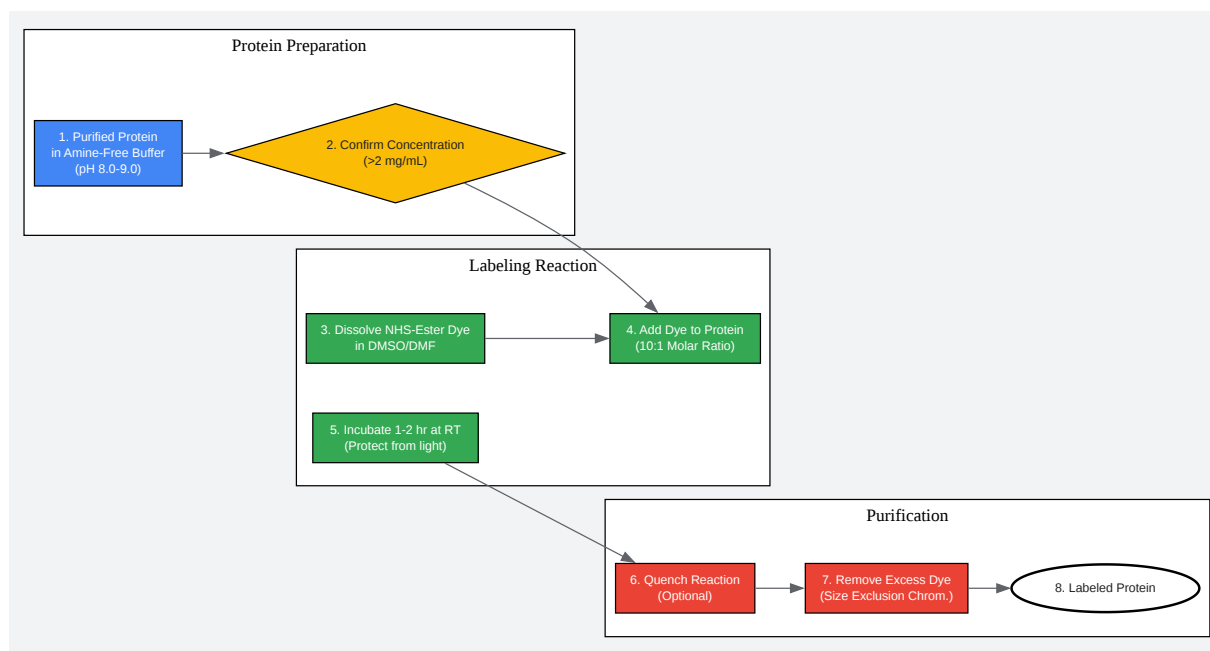 Protein Preparation
1. Purified Protein
in Amine-Free Buffer
(pH 8.0-9.0)
2. Confirm Concentration
(>2 mg/mL)
Labeling Reaction
3. Dissolve NHS-Ester Dye
in DMSO/DMF
4. Add Dye to Protein
(10:1 Molar Ratio)
5. Incubate 1-2 hr at RT
(Protect from light)
Purification
6. Quench Reaction
(Optional)
7. Remove Excess Dye
(Size Exclusion Chrom.)
8. Labeled Protein